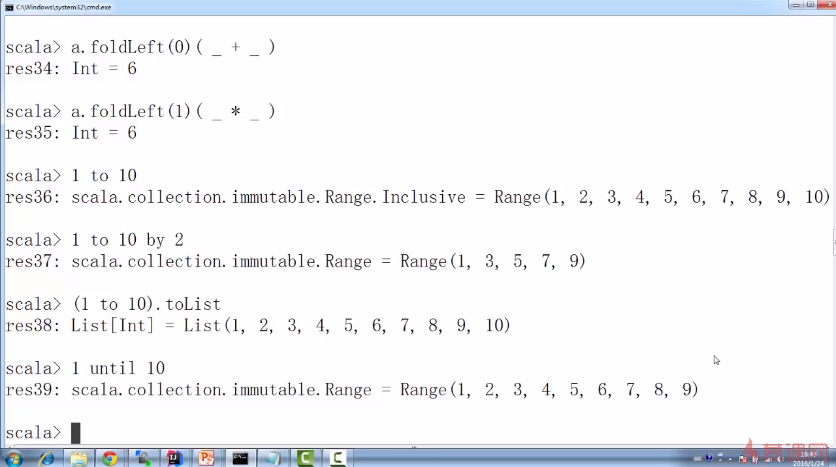 C:\Windows\system32\cmd.exe
scala> a.foldLeft(0)( _ + _ )
res34: Int = 6
scala> a.foldLeft(1)( _ * _ )
res35: Int = 6
scala> 1 to 10
res36: scala.collection.immutable.Range.Inclusive = Range(1, 2, 3, 4, 5, 6, 7, 8, 9, 10)
scala> 1 to 10 by 2
res37: scala.collection.immutable.Range = Range(1, 3, 5, 7, 9)
scala> (1 to 10).toList
res38: List[Int] = List(1, 2, 3, 4, 5, 6, 7, 8, 9, 10)
scala> 1 until 10
res39: scala.collection.immutable.Range = Range(1, 2, 3, 4, 5, 6, 7, 8, 9)
scala>
2016/1/24